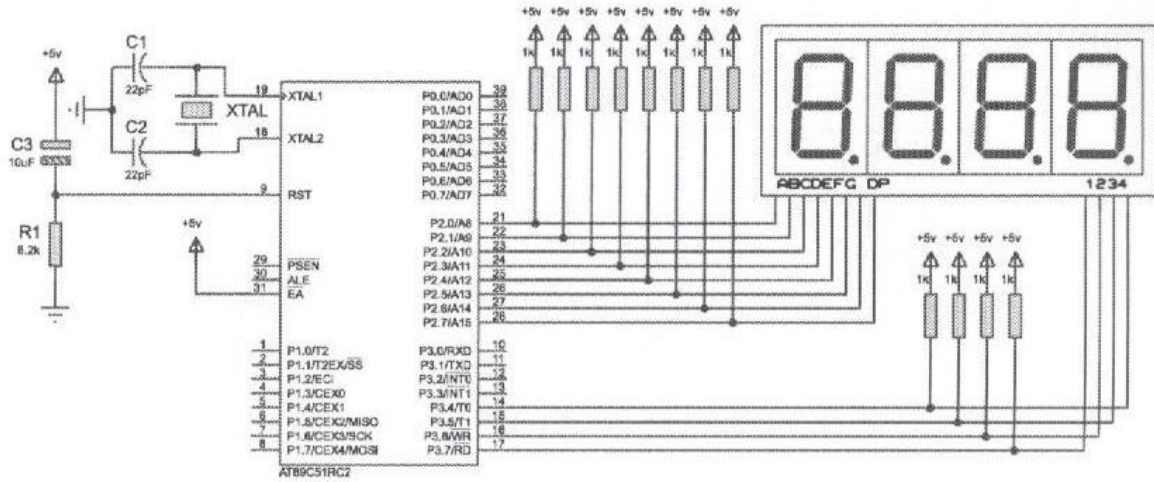 +5v +5v +5v +5v +5v +5v +5v +5v
1k 1k 1k 1k 1k 1k 1k 1k
+5v
C1
22pF
C2
22pF
XTAL
C3
10uF
R1
8.2k
+5v
19 XTAL1
18 XTAL2
9 RST
29 PSEN
30 ALE
31 EA
1 P1.0/T2
2 P1.1/T2EX/SS
3 P1.2/ECI
4 P1.3/CEX0
5 P1.4/CEX1
6 P1.5/CEX2/MISO
7 P1.6/CEX3/SCK
8 P1.7/CEX4/MOSI
P0.0/AD0 39
P0.1/AD1 38
P0.2/AD2 37
P0.3/AD3 36
P0.4/AD4 35
P0.5/AD5 34
P0.6/AD6 33
P0.7/AD7 32
P2.0/A8 21
P2.1/A9 22
P2.2/A10 23
P2.3/A11 24
P2.4/A12 25
P2.5/A13 26
P2.6/A14 27
P2.7/A15 28
P3.0/RXD 10
P3.1/TXD 11
P3.2/INT0 12
P3.3/INT1 13
P3.4/T0 14
P3.5/T1 15
P3.6/WR 16
P3.7/RD 17
AT89C51RC2
8.8.8.8.
ABCDEFG DP 1234
+5v +5v +5v +5v
1k 1k 1k 1k